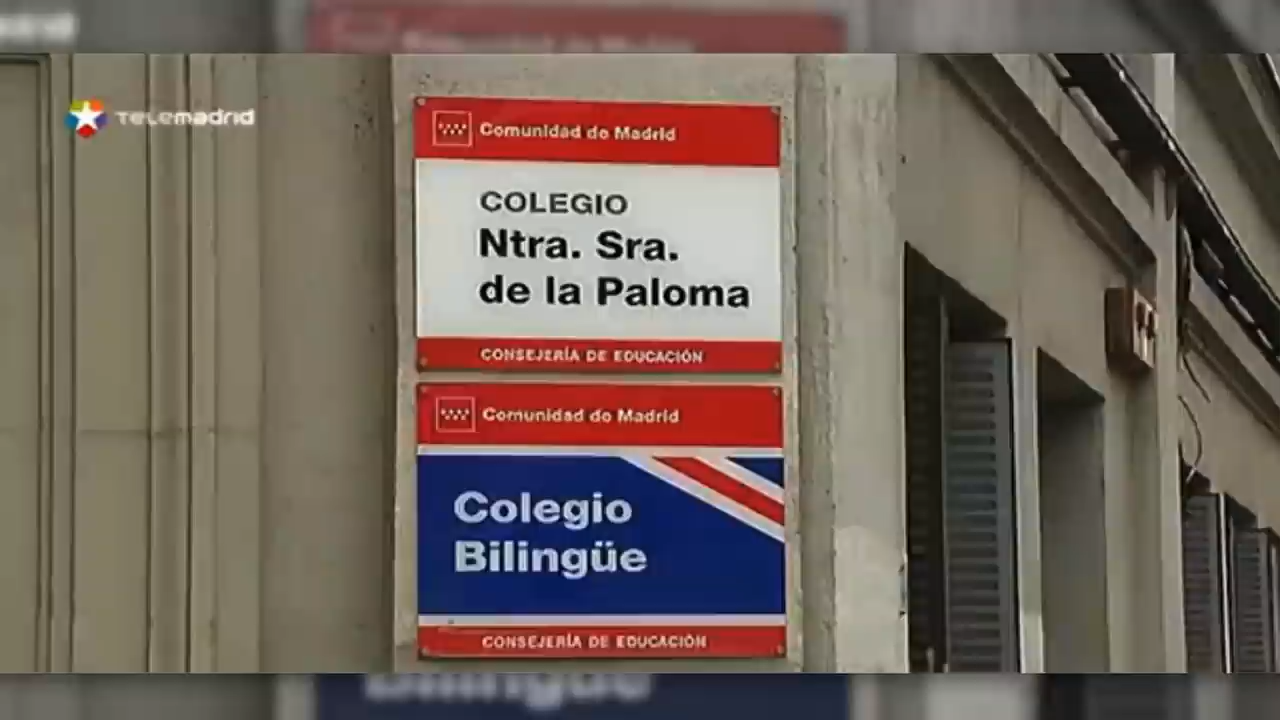 TELEMADRID
Comunidad de Madrid
COLEGIO
Ntra. Sra.
de la Paloma
CONSEJERÍA DE EDUCACIÓN
Comunidad de Madrid
Colegio
Bilingüe
CONSEJERÍA DE EDUCACIÓN